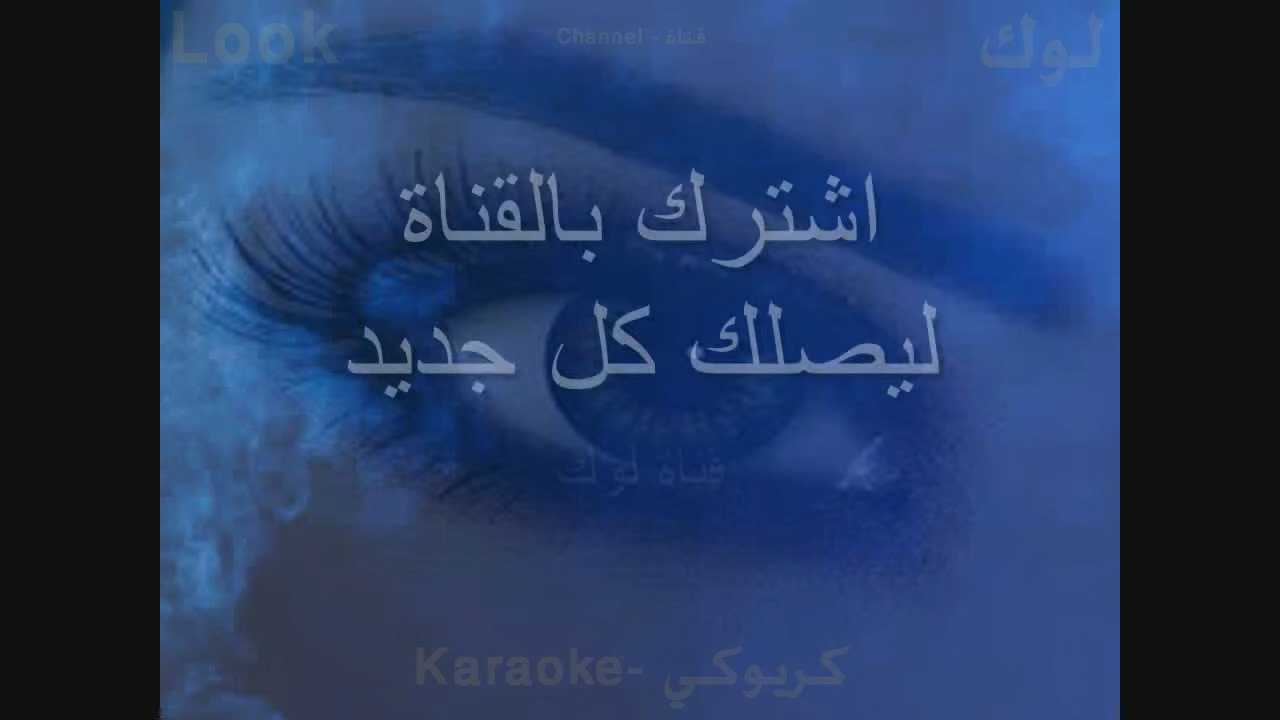 Look
Channel - قناة
لوك
اشترك بالقناة
ليصلك كل جديد
قناة لوك
Karaoke- كريوكي